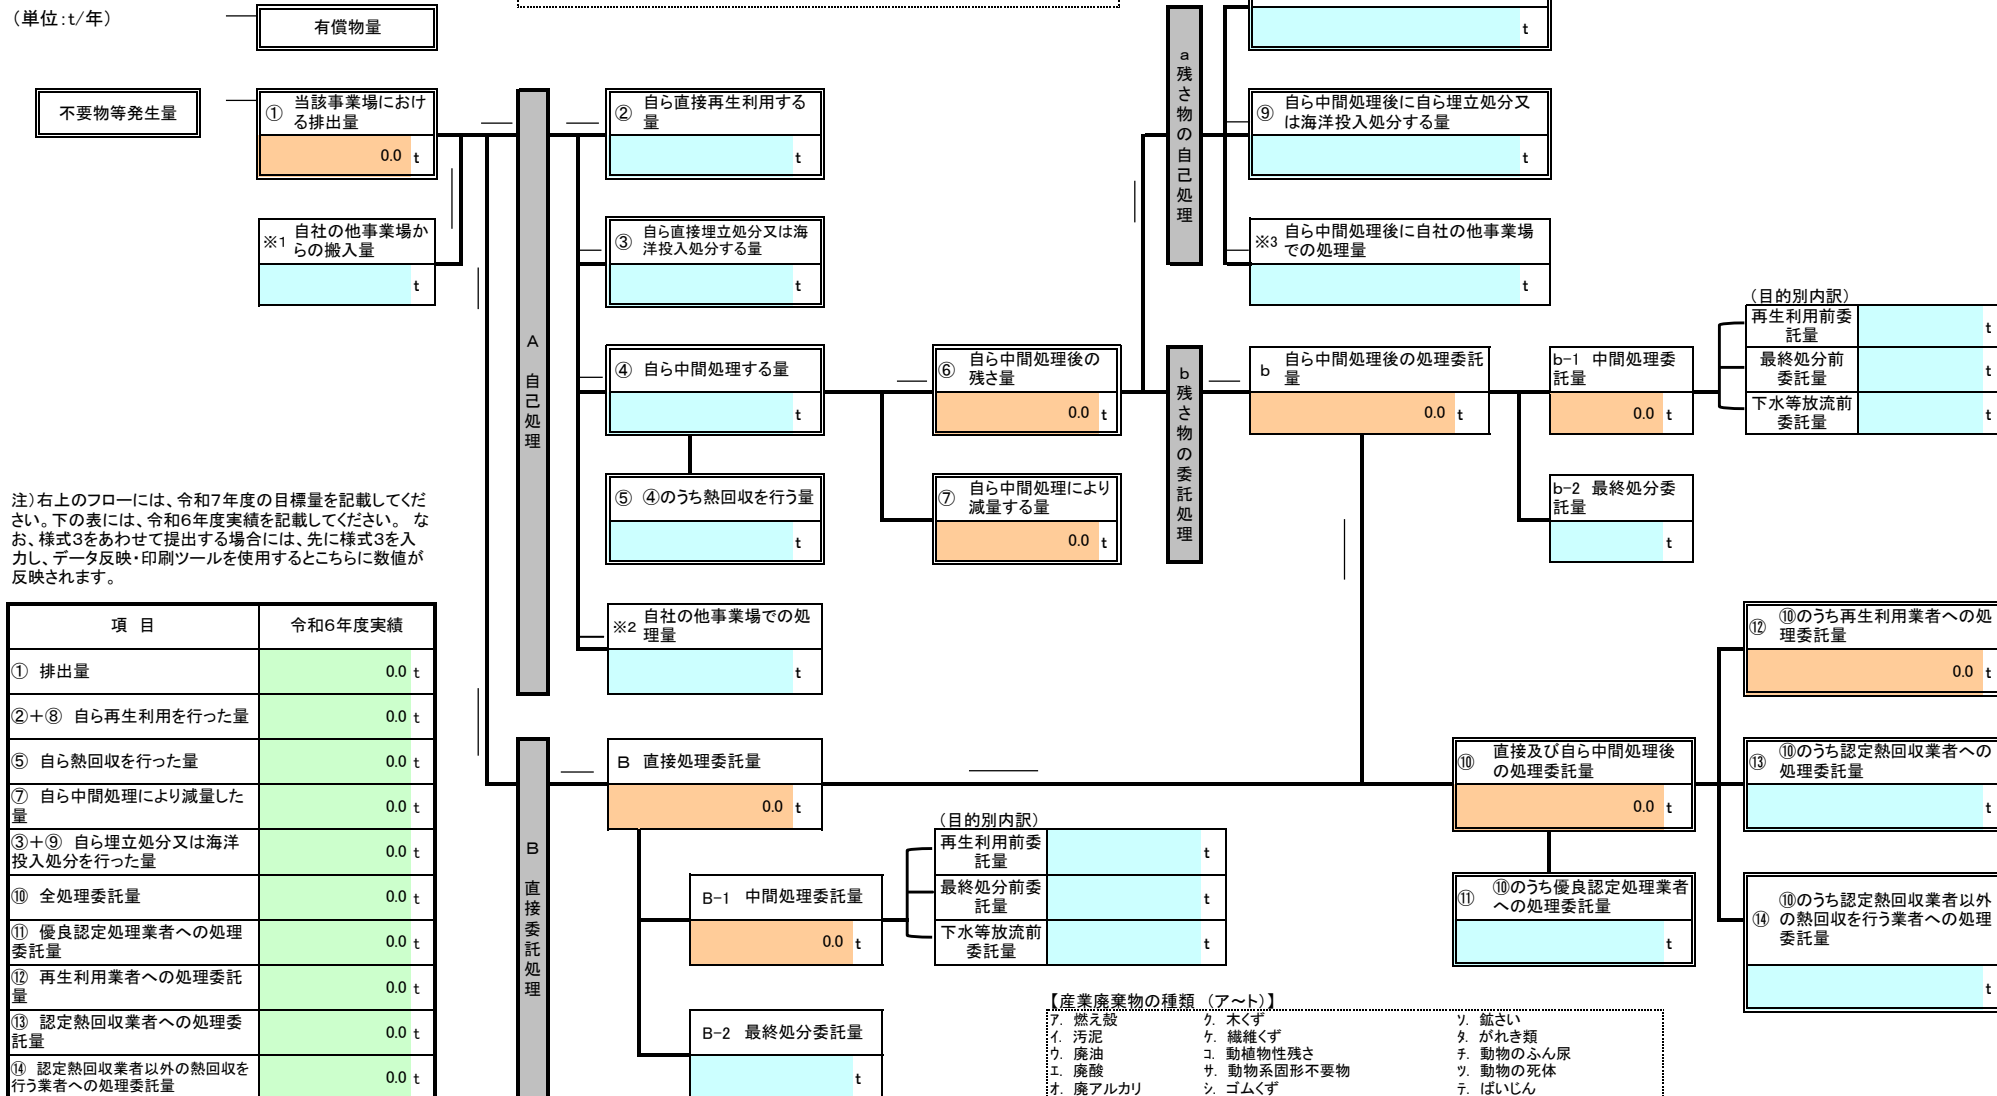 (単位:t/年)
有償物量
t
不要物等発生量
① 当該事業場におけ
る排出量
0.0 t
※1 自社の他事業場か
らの搬入量
t
A 自己処理
② 自ら直接再生利用する
量
t
③ 自ら直接埋立処分又は海
洋投入処分する量
t
④ 自ら中間処理する量
t
⑤ ④のうち熱回収を行う量
t
※2 自社の他事業場での処
理量
t
⑥ 自ら中間処理後の
残さ量
0.0 t
⑦ 自ら中間処理により
減量する量
0.0 t
a 残さ物の自己処理
⑨ 自ら中間処理後に自ら埋立処分又
は海洋投入処分する量
t
※3 自ら中間処理後に自社の他事業場
での処理量
t
b 残さ物の委託処理
b 自ら中間処理後の処理委託
量
0.0 t
b-1 中間処理委
託量
0.0 t
b-2 最終処分委
託量
t
(目的別内訳)
再生利用前委
託量
t
最終処分前
委託量
t
下水等放流前
委託量
t
注)右上のフローには、令和7年度の目標量を記載してくだ
さい。下の表には、令和6年度実績を記載してください。 な
お、様式3をあわせて提出する場合には、先に様式3を入
力し、データ反映・印刷ツールを使用するとこちらに数値が
反映されます。
項 目 令和6年度実績
① 排出量 0.0 t
②+⑧ 自ら再生利用を行った量 0.0 t
⑤ 自ら熱回収を行った量 0.0 t
⑦ 自ら中間処理により減量した
量 0.0 t
③+⑨ 自ら埋立処分又は海洋
投入処分を行った量 0.0 t
⑩ 全処理委託量 0.0 t
⑪ 優良認定処理業者への処理
委託量 0.0 t
⑫ 再生利用業者への処理委託
量 0.0 t
⑬ 認定熱回収業者への処理委
託量 0.0 t
⑭ 認定熱回収業者以外の熱回収を
行う業者への処理委託量 0.0 t
B 直接委託処理
B 直接処理委託量
0.0 t
B-1 中間処理委託量
0.0 t
B-2 最終処分委託量
t
(目的別内訳)
再生利用前委
託量
t
最終処分前委
託量
t
下水等放流前
委託量
t
⑩ 直接及び自ら中間処理後
の処理委託量
0.0 t
⑪ ⑩のうち優良認定処理業者
への処理委託量
t
⑫ ⑩のうち再生利用業者への処
理委託量
0.0 t
⑬ ⑩のうち認定熱回収業者への
処理委託量
t
⑭ ⑩のうち認定熱回収業者以外
の熱回収を行う業者への処理
委託量
t
【産業廃棄物の種類 (ア~ト)】
ア. 燃え殻 ク. 木くず ソ. 鉱さい
イ. 汚泥 ケ. 繊維くず タ. がれき類
ウ. 廃油 コ. 動植物性残さ チ. 動物のふん尿
エ. 廃酸 サ. 動物系固形不要物 ツ. 動物の死体
オ. 廃アルカリ シ. ゴムくず テ. ばいじん